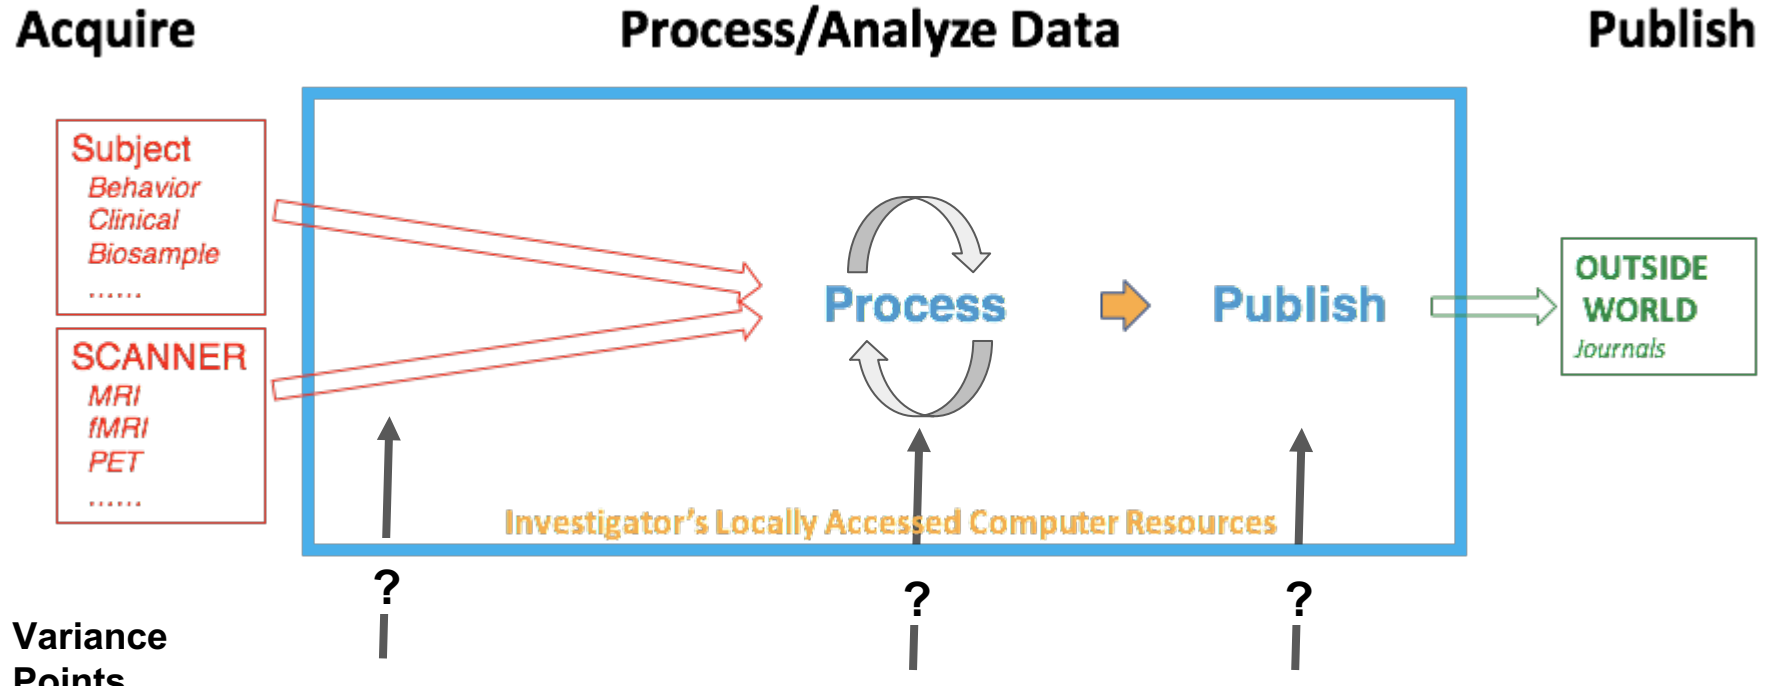 Acquire
Process/Analyze Data
Publish
Subject
Behavior
Clinical
Biosample
......
SCANNER
MRI
fMRI
PET
......
Process
Publish
OUTSIDE
WORLD
Journals
Investigator's Locally Accessed Computer Resources
?
?
?
Variance
Points